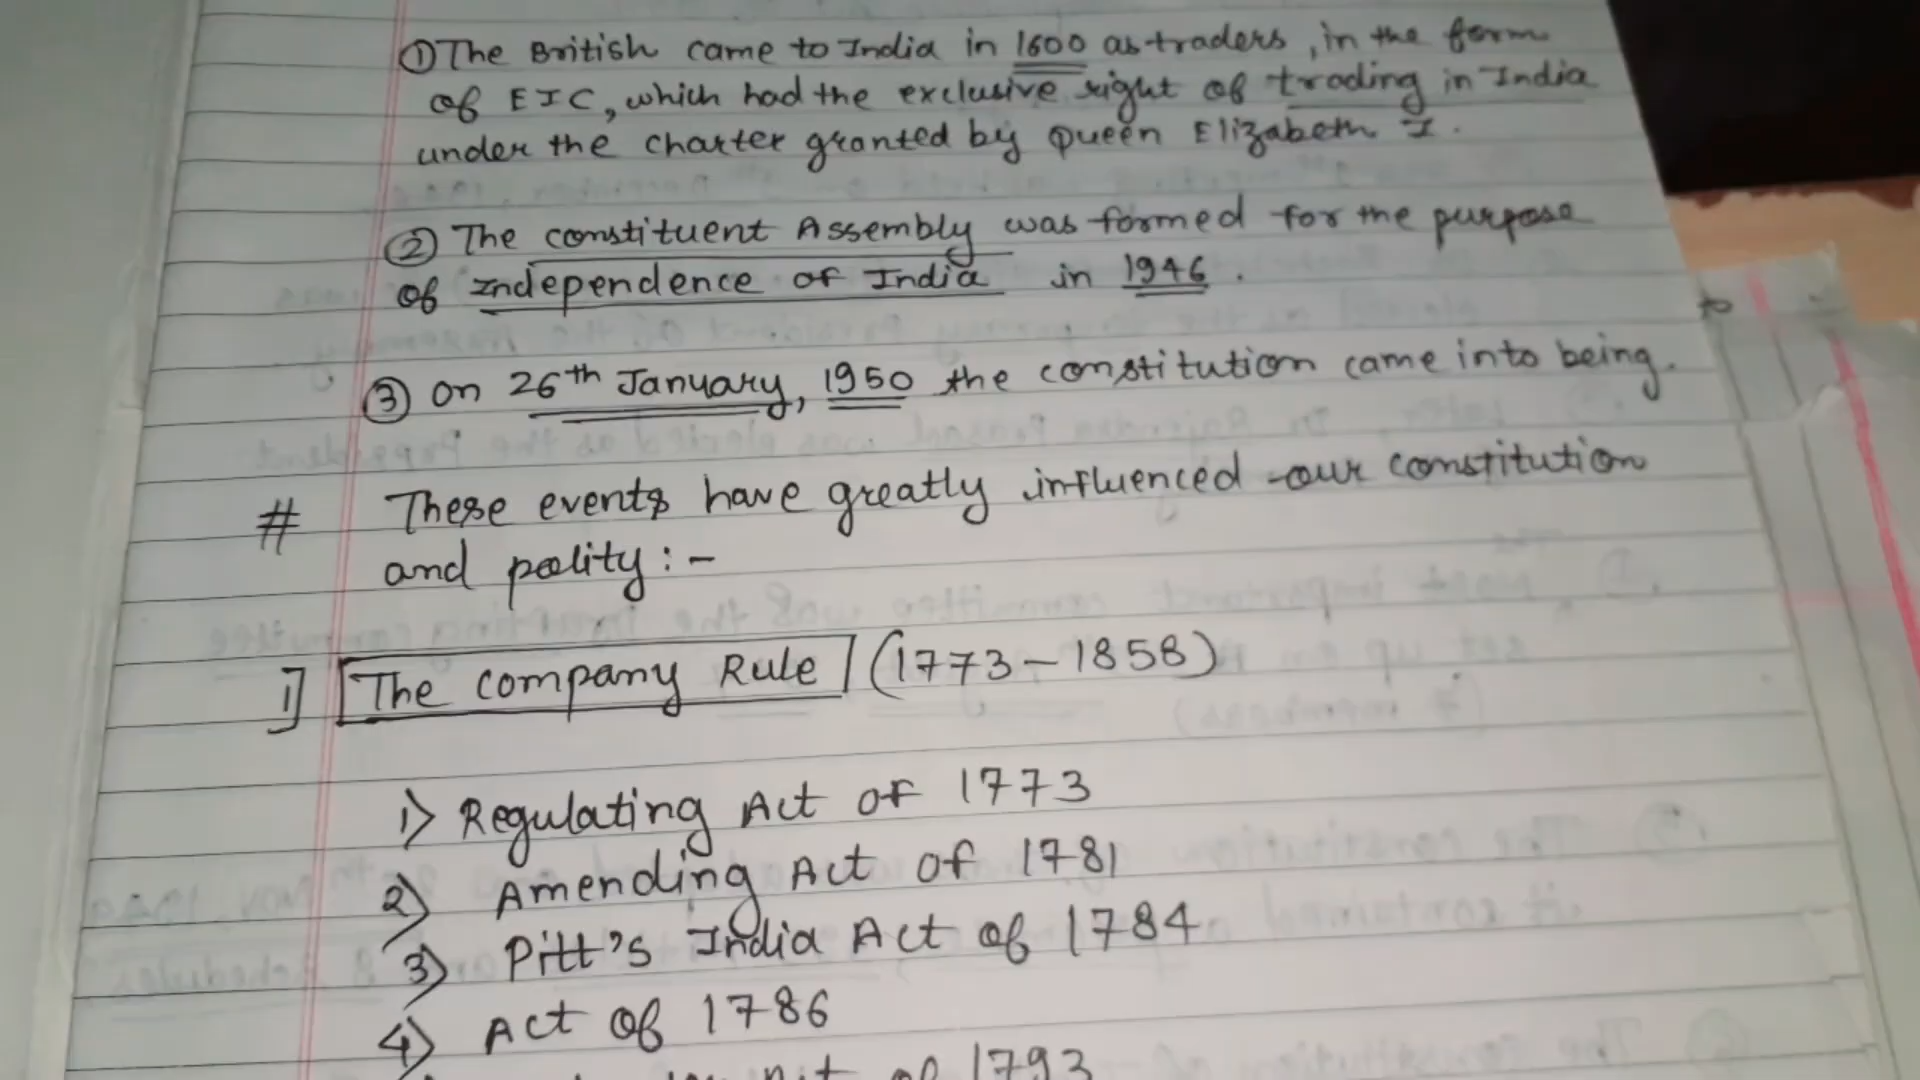 ① The British came to India in 1600 as traders, in the form
of EIC, which had the exclusive right of trading in India
under the charter granted by Queen Elizabeth I.
② The constituent Assembly was formed for the purpose
of Independence of India in 1946.
③ on 26th January, 1950 the constitution came into being.
# These events have greatly influenced our constitution
and polity:-
1] The Company Rule (1773-1858)
1) Regulating Act of 1773
2) Amending Act of 1781
3) Pitt's India Act of 1784
4) Act of 1786
of 1793